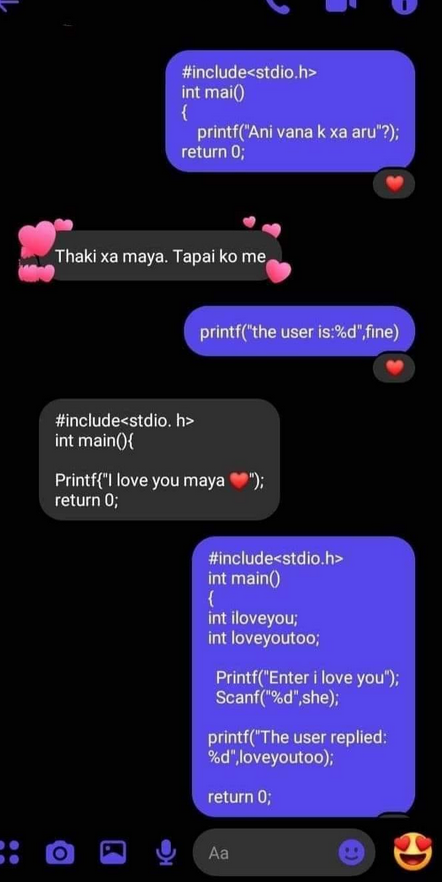 #include<stdio.h>
int mai()
{
printf("Ani vana k xa aru"?);
return 0;
Thaki xa maya. Tapai ko me
printf("the user is:%d",fine)
#include<stdio. h>
int main(){
Printf{"I love you maya ❤️");
return 0;
#include<stdio.h>
int main()
{
int iloveyou;
int loveyoutoo;
Printf("Enter i love you");
Scanf("%d",she);
printf("The user replied:
%d",loveyoutoo);
return 0;
Aa